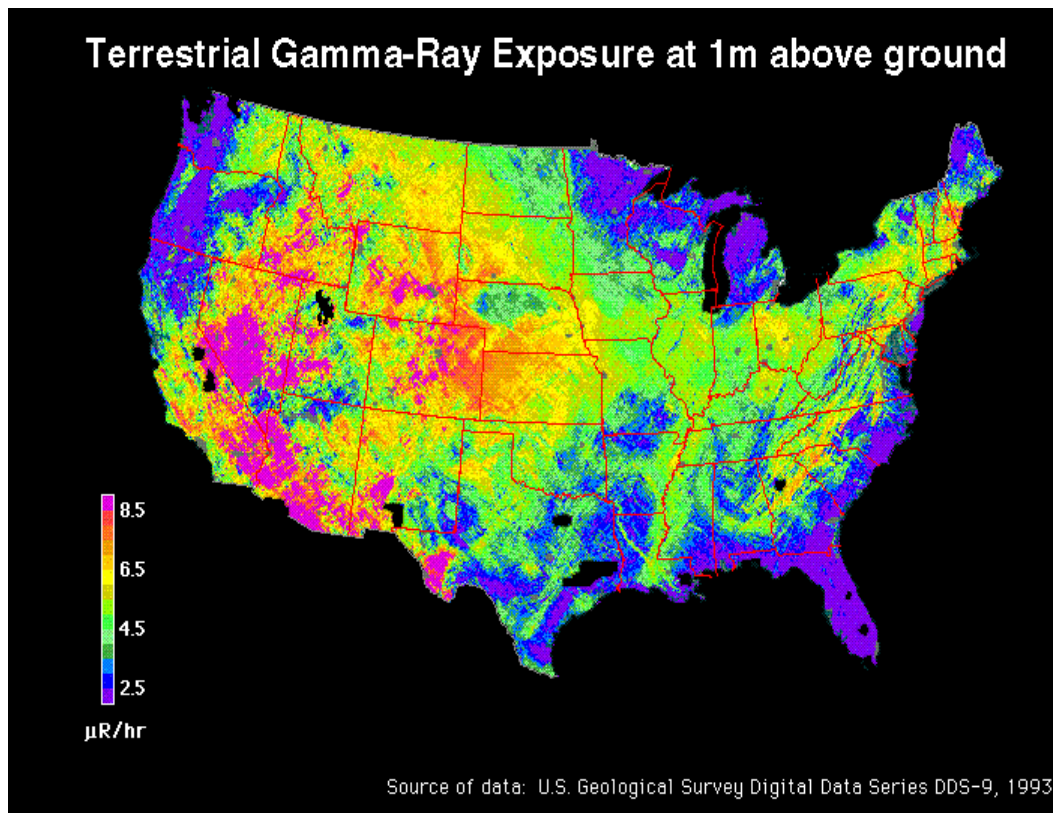 Terrestrial Gamma-Ray Exposure at 1m above ground
8.5
6.5
4.5
2.5
µR/hr
Source of data: U.S. Geological Survey Digital Data Series DDS-9, 1993